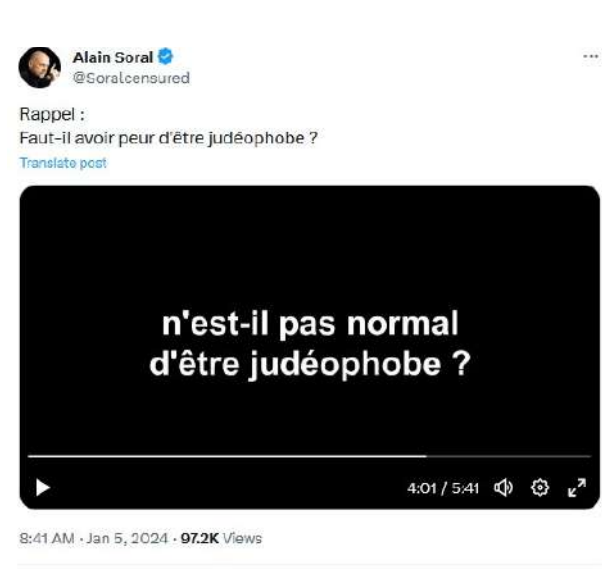 Alain Soral
@Soralcensured
Rappel :
Faut-il avoir peur d'être judéophobe ?
Translate post
n'est-il pas normal
d'être judéophobe ?
4:01 / 5:41
8:41 AM · Jan 5, 2024 · 97.2K Views